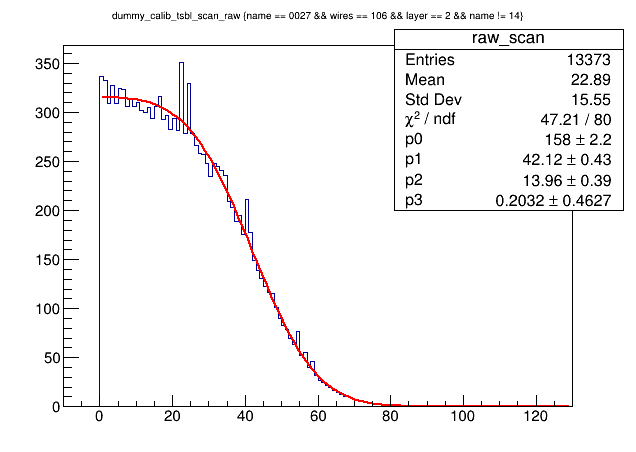 dummy_calib_tsbl_scan_raw {name == 0027 && wires == 106 && layer == 2 && name != 14}
raw_scan
Entries 13373
Mean 22.89
Std Dev 15.55
χ² / ndf 47.21 / 80
p0 158 ± 2.2
p1 42.12 ± 0.43
p2 13.96 ± 0.39
p3 0.2032 ± 0.4627
350
300
250
200
150
100
50
0
0 20 40 60 80 100 120